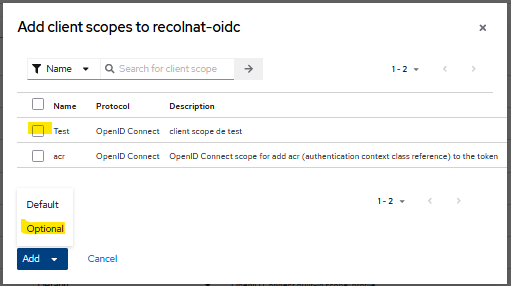 Add client scopes to recolnat-oidc
Name Search for client scope 1 - 2
Name Protocol Description
Test OpenID Connect client scope de test
acr OpenID Connect OpenID Connect scope for add acr (authentication context class reference) to the token
Default
1 - 2
Optional
Add Cancel